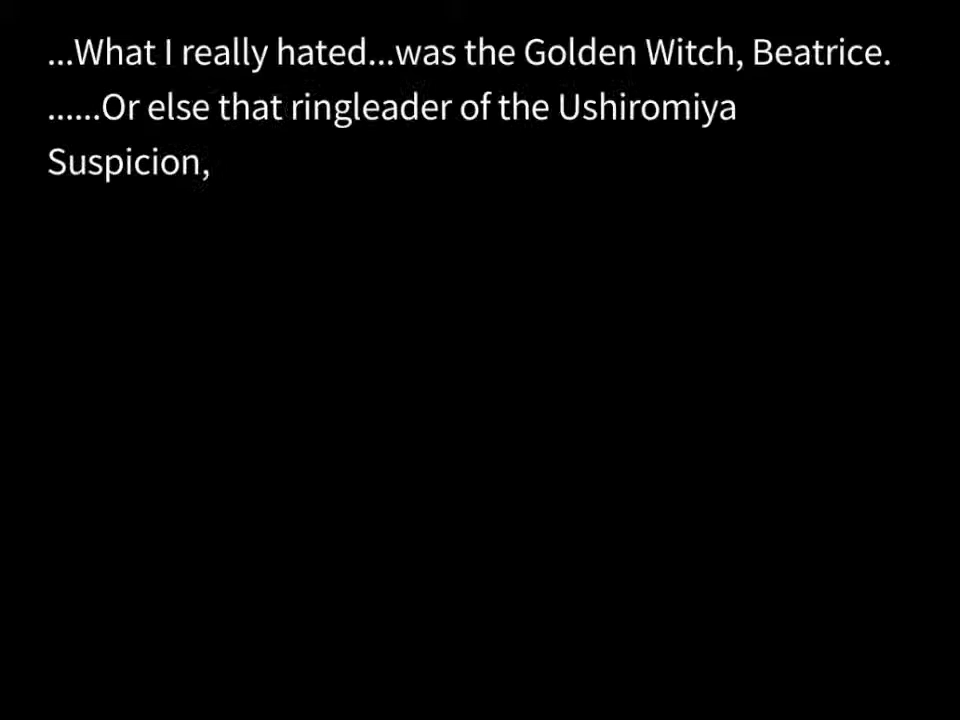 ...What I really hated...was the Golden Witch, Beatrice.
......Or else that ringleader of the Ushiromiya
Suspicion,